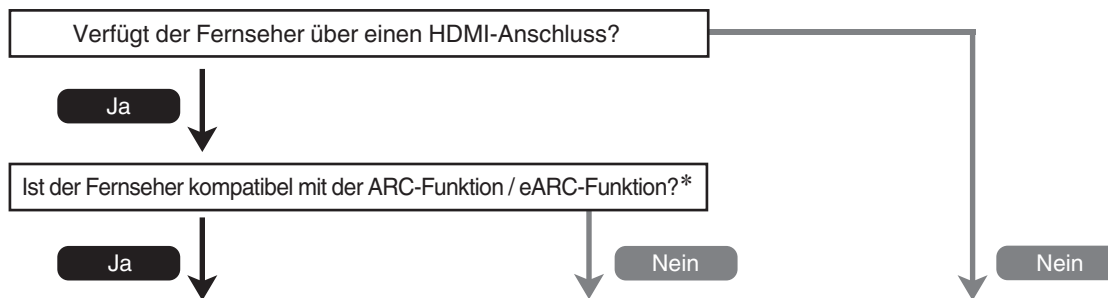 Verfügt der Fernseher über einen HDMI-Anschluss?
Ja
Ist der Fernseher kompatibel mit der ARC-Funktion / eARC-Funktion?*
Ja
Nein
Nein